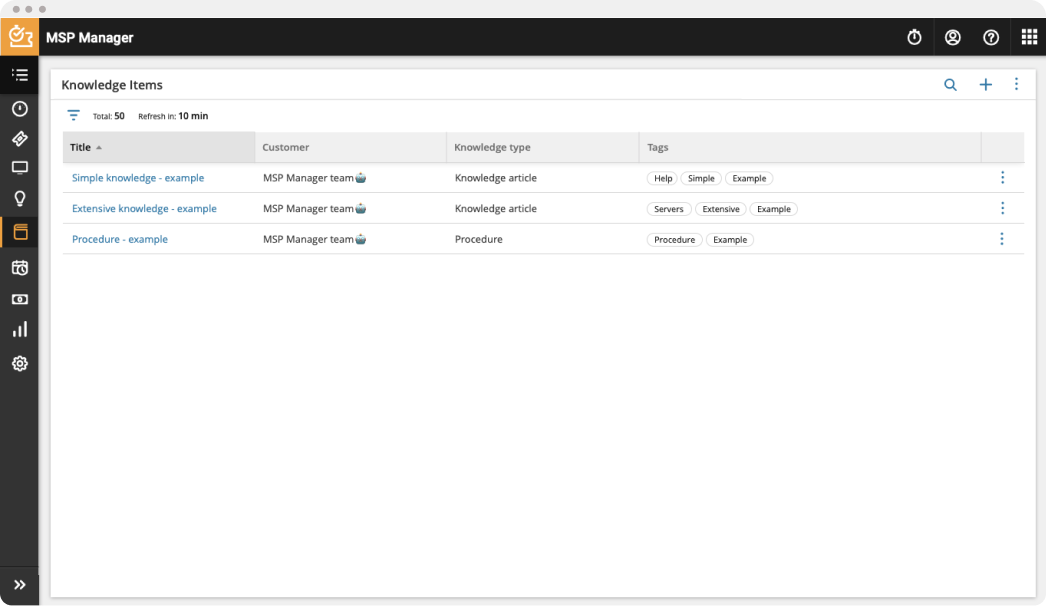 MSP Manager
Knowledge Items
Total: 50 Refresh in: 10 min
Title Customer Knowledge type Tags
Simple knowledge - example MSP Manager team Knowledge article Help Simple Example
Extensive knowledge - example MSP Manager team Knowledge article Servers Extensive Example
Procedure - example MSP Manager team Procedure Procedure Example